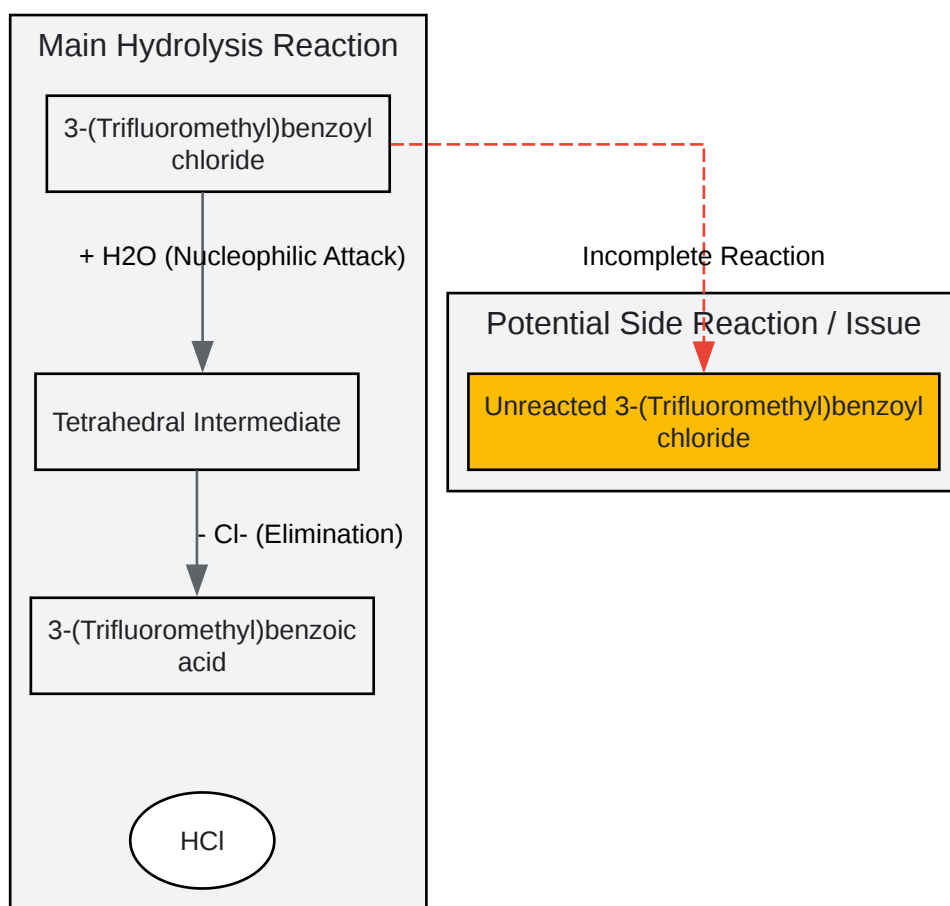 Main Hydrolysis Reaction
3-(Trifluoromethyl)benzoyl
chloride
+ H2O (Nucleophilic Attack)
Incomplete Reaction
Potential Side Reaction / Issue
Tetrahedral Intermediate
Unreacted 3-(Trifluoromethyl)benzoyl
chloride
- Cl- (Elimination)
3-(Trifluoromethyl)benzoic
acid
HCl